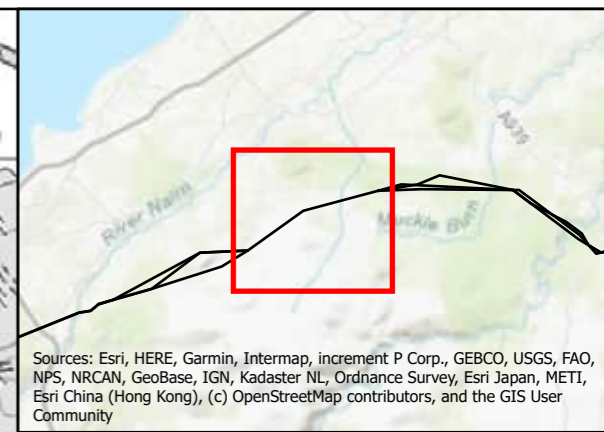 A939
River Nairn
Muckle Burn
Sources: Esri, HERE, Garmin, Intermap, increment P Corp., GEBCO, USGS, FAO,
NPS, NRCAN, GeoBase, IGN, Kadaster NL, Ordnance Survey, Esri Japan, METI,
Esri China (Hong Kong), (c) OpenStreetMap contributors, and the GIS User
Community